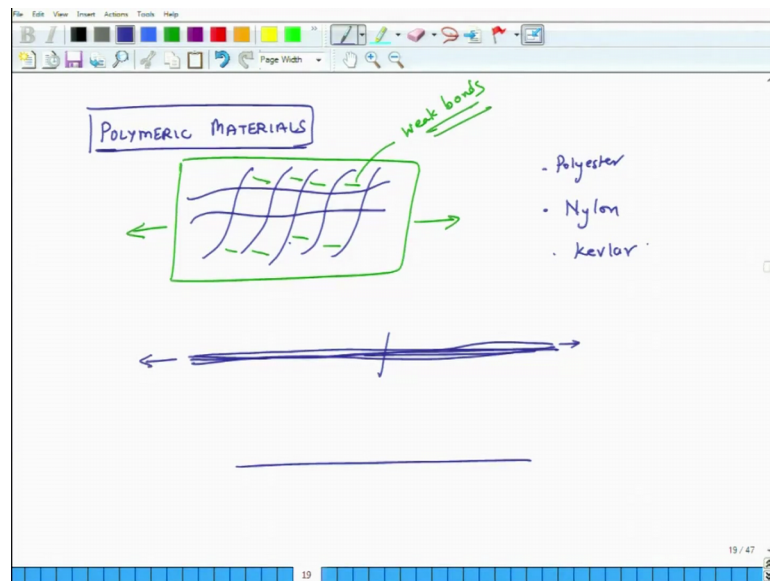 File Edit View Insert Actions Tools Help
B I
Page Width
POLYMERIC MATERIALS
weak bonds
- Polyester
• Nylon
. Kevlar
19 / 47
19